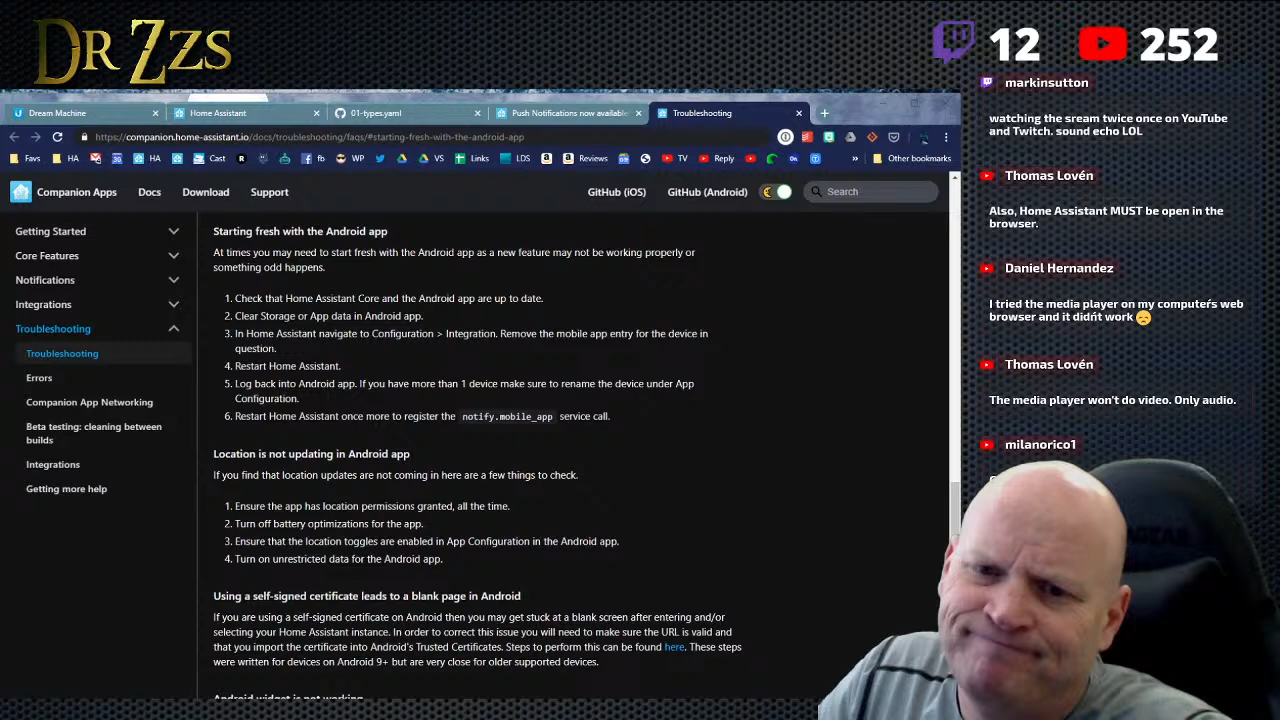 DR ZZS
12
252
Dream Machine
Home Assistant
01-types.yaml
Push Notifications now available
Troubleshooting
https://companion.home-assistant.io/docs/troubleshooting/faqs/#starting-fresh-with-the-android-app
Favs
HA
HA
Cast
fb
WP
VS
Links
LDS
Reviews
TV
Reply
Other bookmarks
Companion Apps
Docs
Download
Support
GitHub (iOS)
GitHub (Android)
Search
Getting Started
Core Features
Notifications
Integrations
Troubleshooting
Troubleshooting
Errors
Companion App Networking
Beta testing: cleaning between
builds
Integrations
Getting more help
Starting fresh with the Android app
At times you may need to start fresh with the Android app as a new feature may not be working properly or
something odd happens.
1. Check that Home Assistant Core and the Android app are up to date.
2. Clear Storage or App data in Android app.
3. In Home Assistant navigate to Configuration > Integration. Remove the mobile app entry for the device in
question.
4. Restart Home Assistant.
5. Log back into Android app. If you have more than 1 device make sure to rename the device under App
Configuration.
6. Restart Home Assistant once more to register the notify.mobile_app service call.
Location is not updating in Android app
If you find that location updates are not coming in here are a few things to check.
1. Ensure the app has location permissions granted, all the time.
2. Turn off battery optimizations for the app.
3. Ensure that the location toggles are enabled in App Configuration in the Android app.
4. Turn on unrestricted data for the Android app.
Using a self-signed certificate leads to a blank page in Android
If you are using a self-signed certificate on Android then you may get stuck at a blank screen after entering and/or
selecting your Home Assistant instance. In order to correct this issue you will need to make sure the URL is valid and
that you import the certificate into Android's Trusted Certificates. Steps to perform this can be found here. These steps
were written for devices on Android 9+ but are very close for older supported devices.
Android widget is not working
markinsutton
watching the sream twice once on YouTube
and Twitch. sound echo LOL
Thomas Lovén
Also, Home Assistant MUST be open in the
browser.
Daniel Hernandez
I tried the media player on my computeŕs web
browser and it didńt work
Thomas Lovén
The media player won't do video. Only audio.
milanorico1